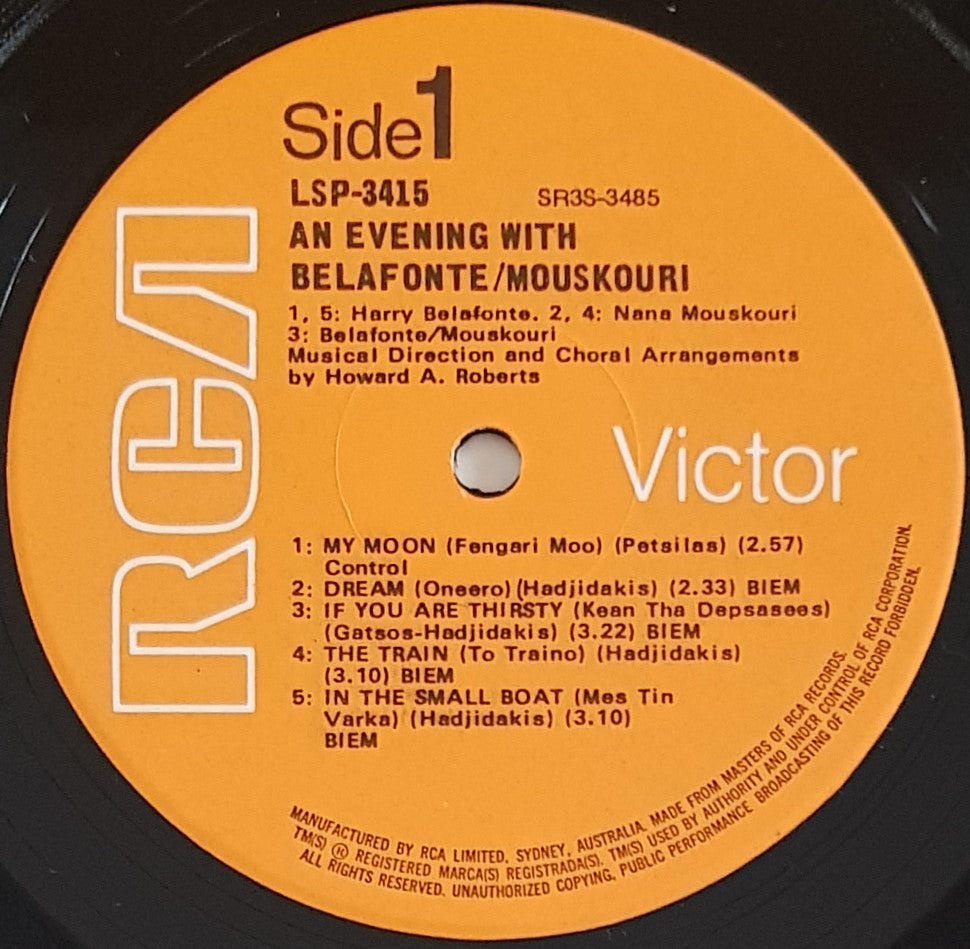 Side 1
LSP-3415 SR3S-3485
AN EVENING WITH
BELAFONTE/MOUSKOURI
1, 5: Harry Belafonte. 2, 4: Nana Mouskouri
3: Belafonte/Mouskouri
Musical Direction and Choral Arrangements
by Howard A. Roberts
RCA
Victor
1: MY MOON (Fengari Moo) (Petsilas) (2.57)
Control
2: DREAM (Oneero) (Hadjidakis) (2.33) BIEM
3: IF YOU ARE THIRSTY (Kean Tha Depsasees)
(Gatsos-Hadjidakis) (3.22) BIEM
4: THE TRAIN (To Traino) (Hadjidakis)
(3.10) BIEM
5: IN THE SMALL BOAT (Mes Tin
Varka) (Hadjidakis) (3.10)
BIEM
MANUFACTURED BY RCA LIMITED, SYDNEY, AUSTRALIA. MADE FROM MASTERS OF RCA RECORDS.
TM(S) ® REGISTERED MARCA(S) REGISTRADA(S). TM(S) USED BY AUTHORITY AND UNDER CONTROL OF RCA CORPORATION.
ALL RIGHTS RESERVED. UNAUTHORIZED COPYING, PUBLIC PERFORMANCE BROADCASTING OF THIS RECORD FORBIDDEN.